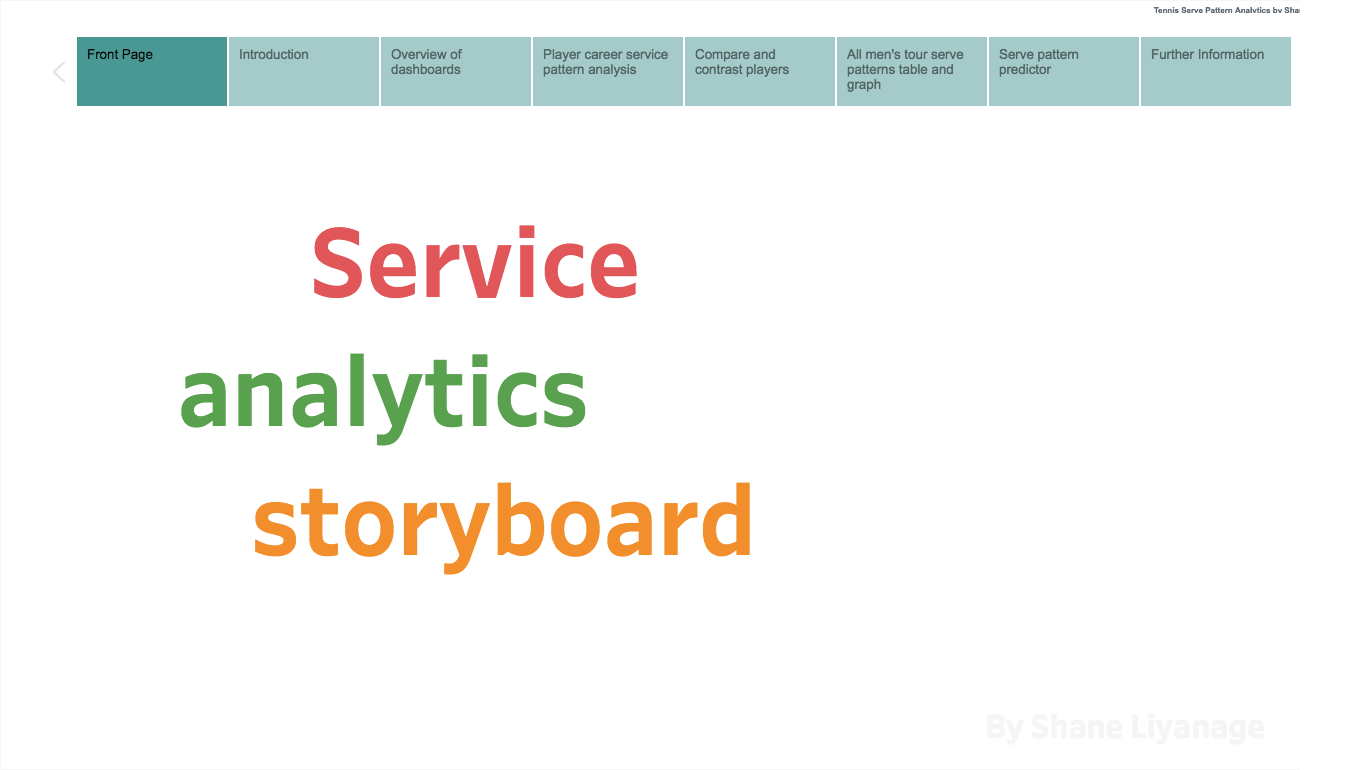 Tennis Serve Pattern Analytics by
Front Page
Introduction
Overview of
dashboards
Player career service
pattern analysis
Compare and
contrast players
All men's tour serve
patterns table and
graph
Serve pattern
predictor
Further Information
Service
analytics
storyboard
By Shane Liyanage